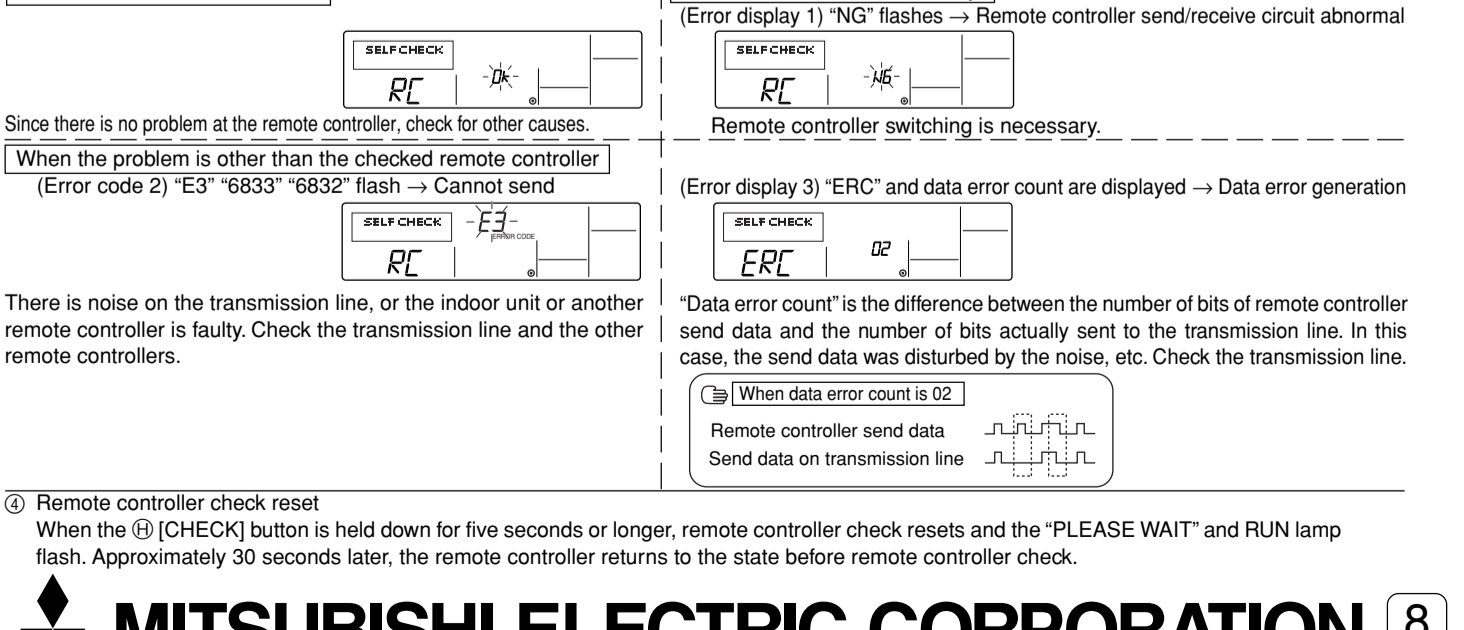 SELF CHECK
RC
Ok
Since there is no problem at the remote controller, check for other causes.
(Error display 1) “NG” flashes → Remote controller send/receive circuit abnormal
SELF CHECK
RC
NG
Remote controller switching is necessary.
When the problem is other than the checked remote controller
(Error code 2) “E3” “6833” “6832” flash → Cannot send
SELF CHECK
E3
ERROR CODE
RC
There is noise on the transmission line, or the indoor unit or another
remote controller is faulty. Check the transmission line and the other
remote controllers.
(Error display 3) “ERC” and data error count are displayed → Data error generation
SELF CHECK
ERC
02
“Data error count” is the difference between the number of bits of remote controller
send data and the number of bits actually sent to the transmission line. In this
case, the send data was disturbed by the noise, etc. Check the transmission line.
When data error count is 02
Remote controller send data
Send data on transmission line
④ Remote controller check reset
When the Ⓗ [CHECK] button is held down for five seconds or longer, remote controller check resets and the “PLEASE WAIT” and RUN lamp
flash. Approximately 30 seconds later, the remote controller returns to the state before remote controller check.
MITSUBISHI ELECTRIC CORPORATION
8